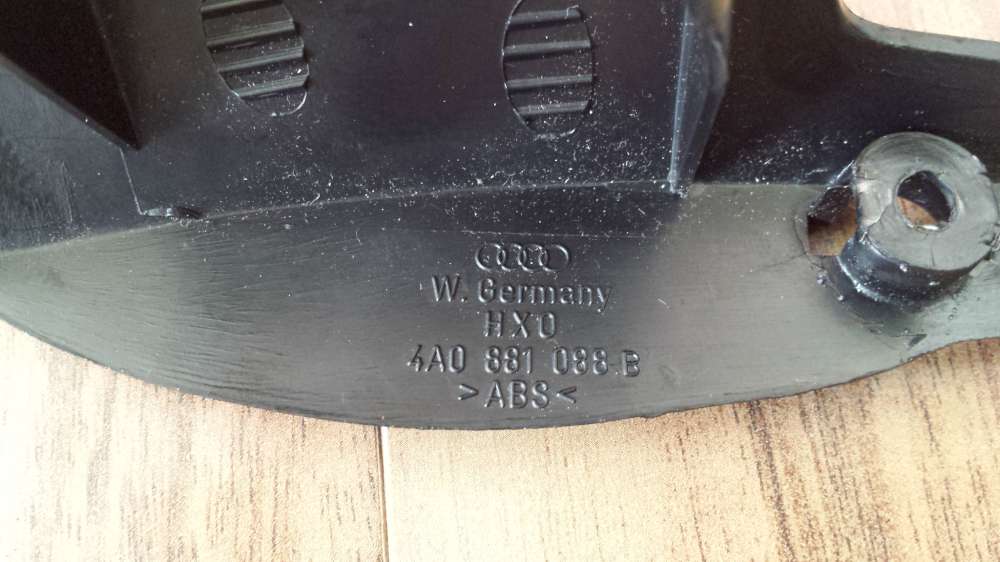 W. Germany
HX0
4A0 881 088 B
>ABS<